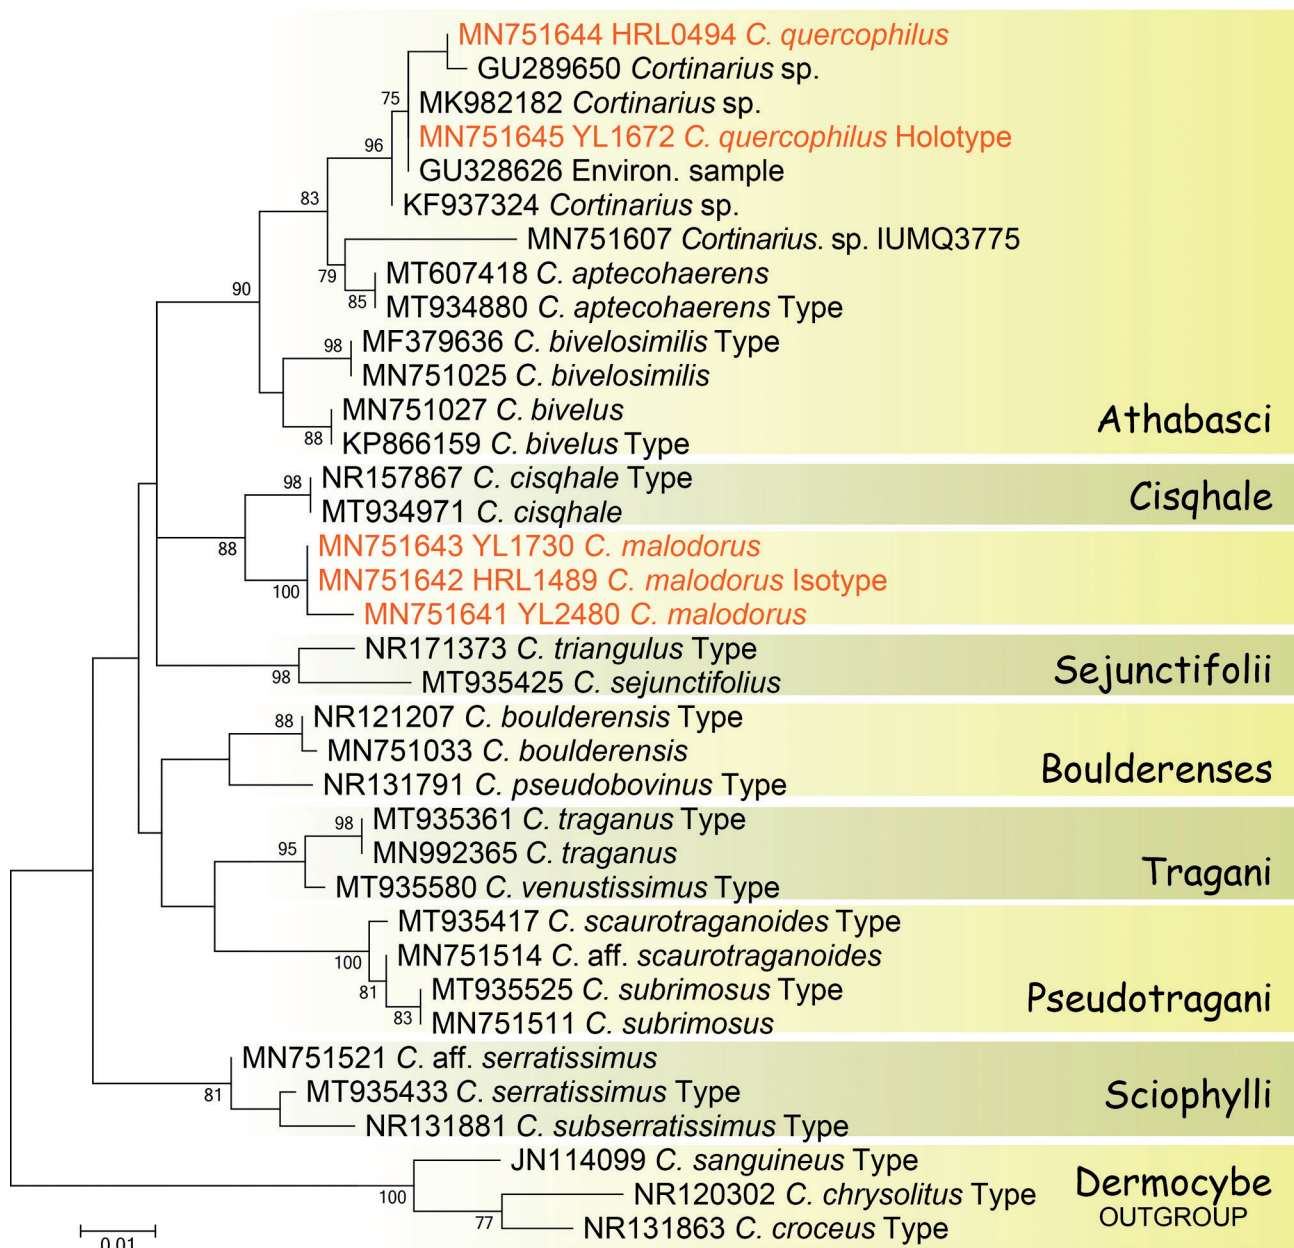 MN751644 HRL0494 C. quercophilus
GU289650 Cortinarius sp.
75
MK982182 Cortinarius sp.
MN751645 YL1672 C. quercophilus Holotype
96
GU328626 Environ. sample
83
KF937324 Cortinarius sp.
MN751607 Cortinarius. sp. IUMQ3775
79
MT607418 C. aptecohaerens
90
85
MT934880 C. aptecohaerens Type
98
MF379636 C. bivelosimilis Type
MN751025 C. bivelosimilis
MN751027 C. bivelus
Athabasci
88
KP866159 C. bivelus Type
98
NR157867 C. cisqhale Type
Cisqhale
MT934971 C. cisqhale
88
MN751643 YL1730 C. malodorus
MN751642 HRL1489 C. malodorus Isotype
100
MN751641 YL2480 C. malodorus
NR171373 C. triangulus Type
Sejunctifolii
98
MT935425 C. sejunctifolius
88
NR121207 C. boulderensis Type
MN751033 C. boulderensis
Boulderenses
NR131791 C. pseudobovinus Type
98
MT935361 C. traganus Type
95
MN992365 C. traganus
Tragani
MT935580 C. venustissimus Type
MT935417 C. scaurotraganoides Type
100
MN751514 C. aff. scaurotraganoides
81
MT935525 C. subrimosus Type
Pseudotragani
83
MN751511 C. subrimosus
MN751521 C. aff. serratissimus
81
MT935433 C. serratissimus Type
Sciophylli
NR131881 C. subserratissimus Type
JN114099 C. sanguineus Type
Dermocybe
100
NR120302 C. chrysolitus Type
OUTGROUP
77
NR131863 C. croceus Type
0.01